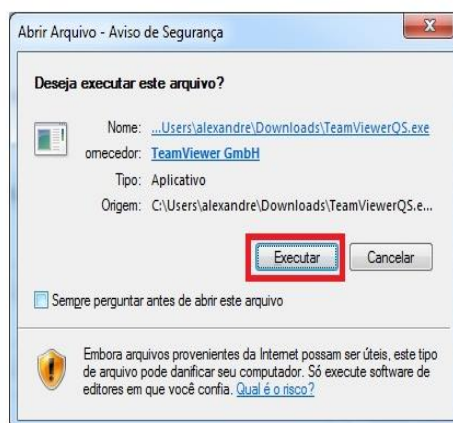 Abrir Arquivo - Aviso de Segurança
Deseja executar este arquivo?
Nome: ...Users\alexandre\Downloads\TeamViewerQS.exe
omecedor: TeamViewer GmbH
Tipo: Aplicativo
Origem: C:\Users\alexandre\Downloads\TeamViewerQS.e...
Executar Cancelar
Sempre perguntar antes de abrir este arquivo
Embora arquivos provenientes da Internet possam ser úteis, este tipo
de arquivo pode danificar seu computador. Só execute software de
editores em que você confia. Qual é o risco?